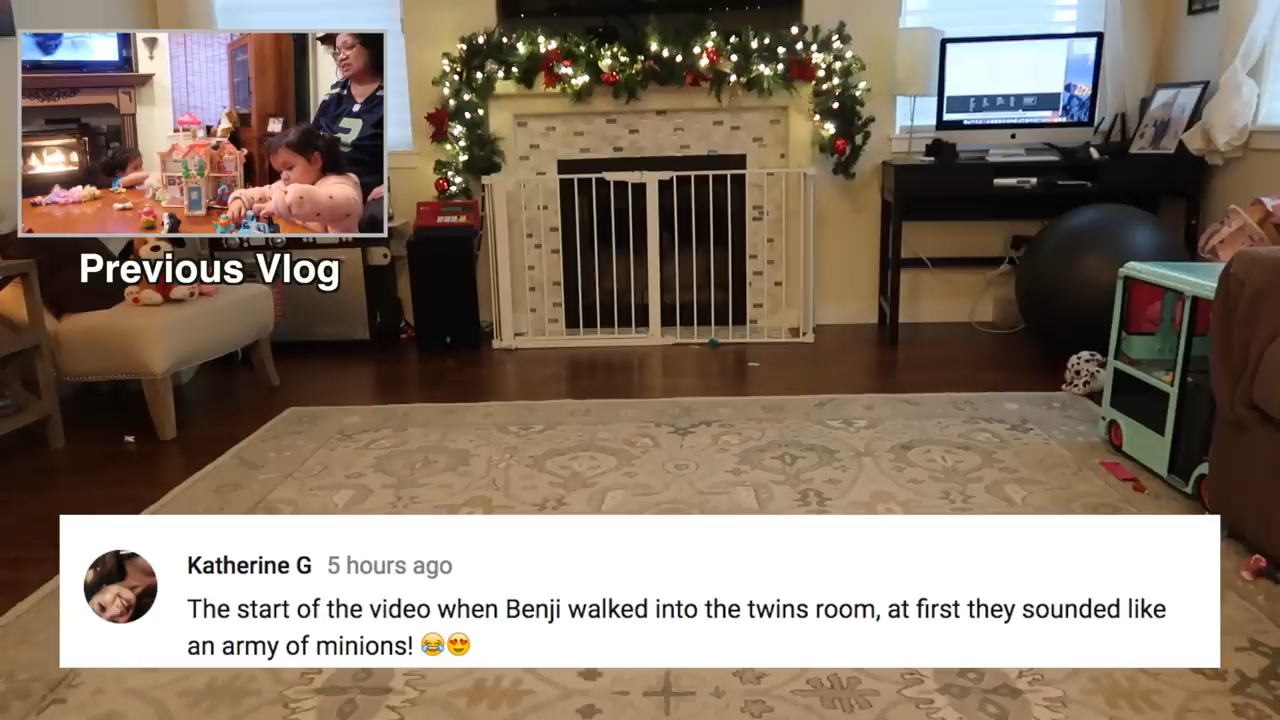 Previous Vlog
Katherine G 5 hours ago
The start of the video when Benji walked into the twins room, at first they sounded like
an army of minions! 😂😍